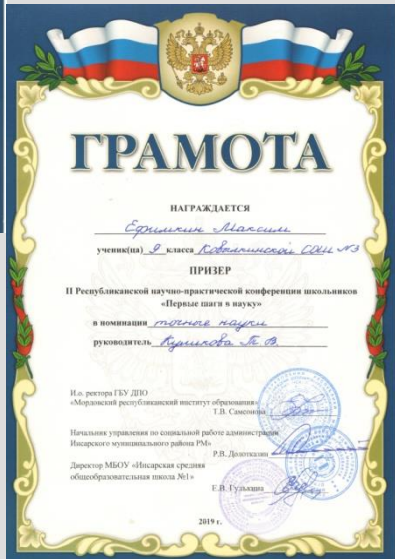 ГРАМОТА
НАГРАЖДАЕТСЯ
Ефимкин Максим
ученик(ца) 9 класса Ковылкинской СОШ №3
ПРИЗЕР
II Республиканской научно-практической конференции школьников
«Первые шаги в науку»
в номинации точные науки
руководитель Куликова Т. В.
И.о. ректора ГБУ ДПО
«Мордовский республиканский институт образования»
Т.В. Самсонова
Начальник управления по социальной работе администрации
Инсарского муниципального района РМ»
Р.В. Долотказин
Директор МБОУ «Инсарская средняя
общеобразовательная школа №1»
Е.В. Гулькина
2019 г.